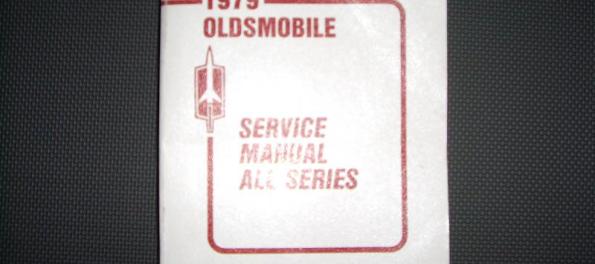 1979
OLDSMOBILE
SERVICE
MANUAL
ALL SERIES